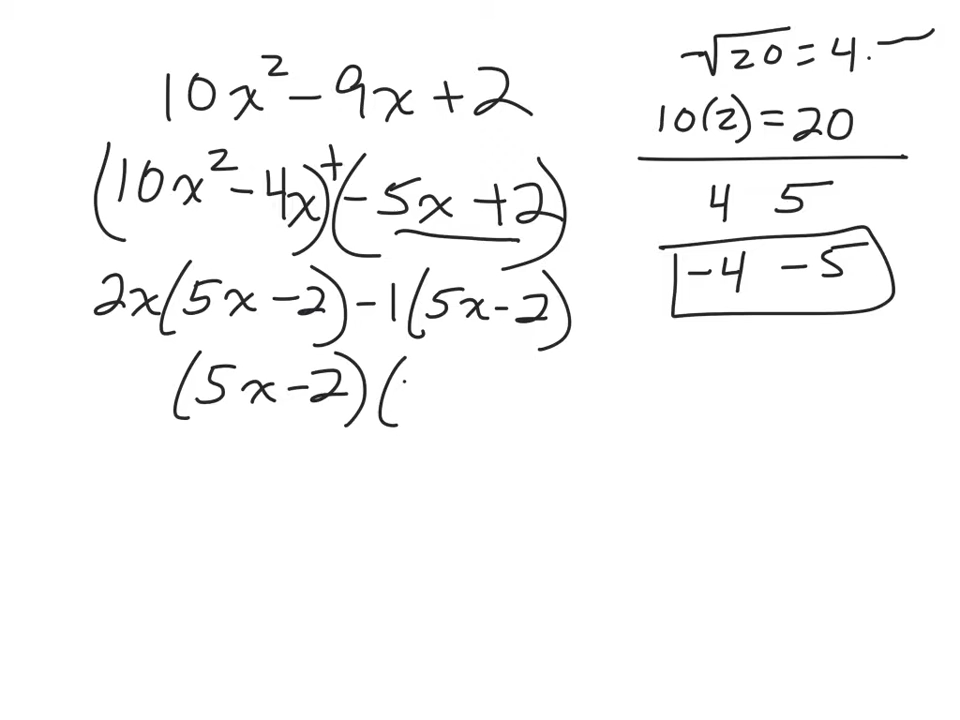 10x² - 9x + 2
(10x² - 4x) + (-5x + 2)
2x(5x - 2) - 1(5x - 2)
(5x - 2)(
√20 = 4.
10(2) = 20
4 5
-4 -5